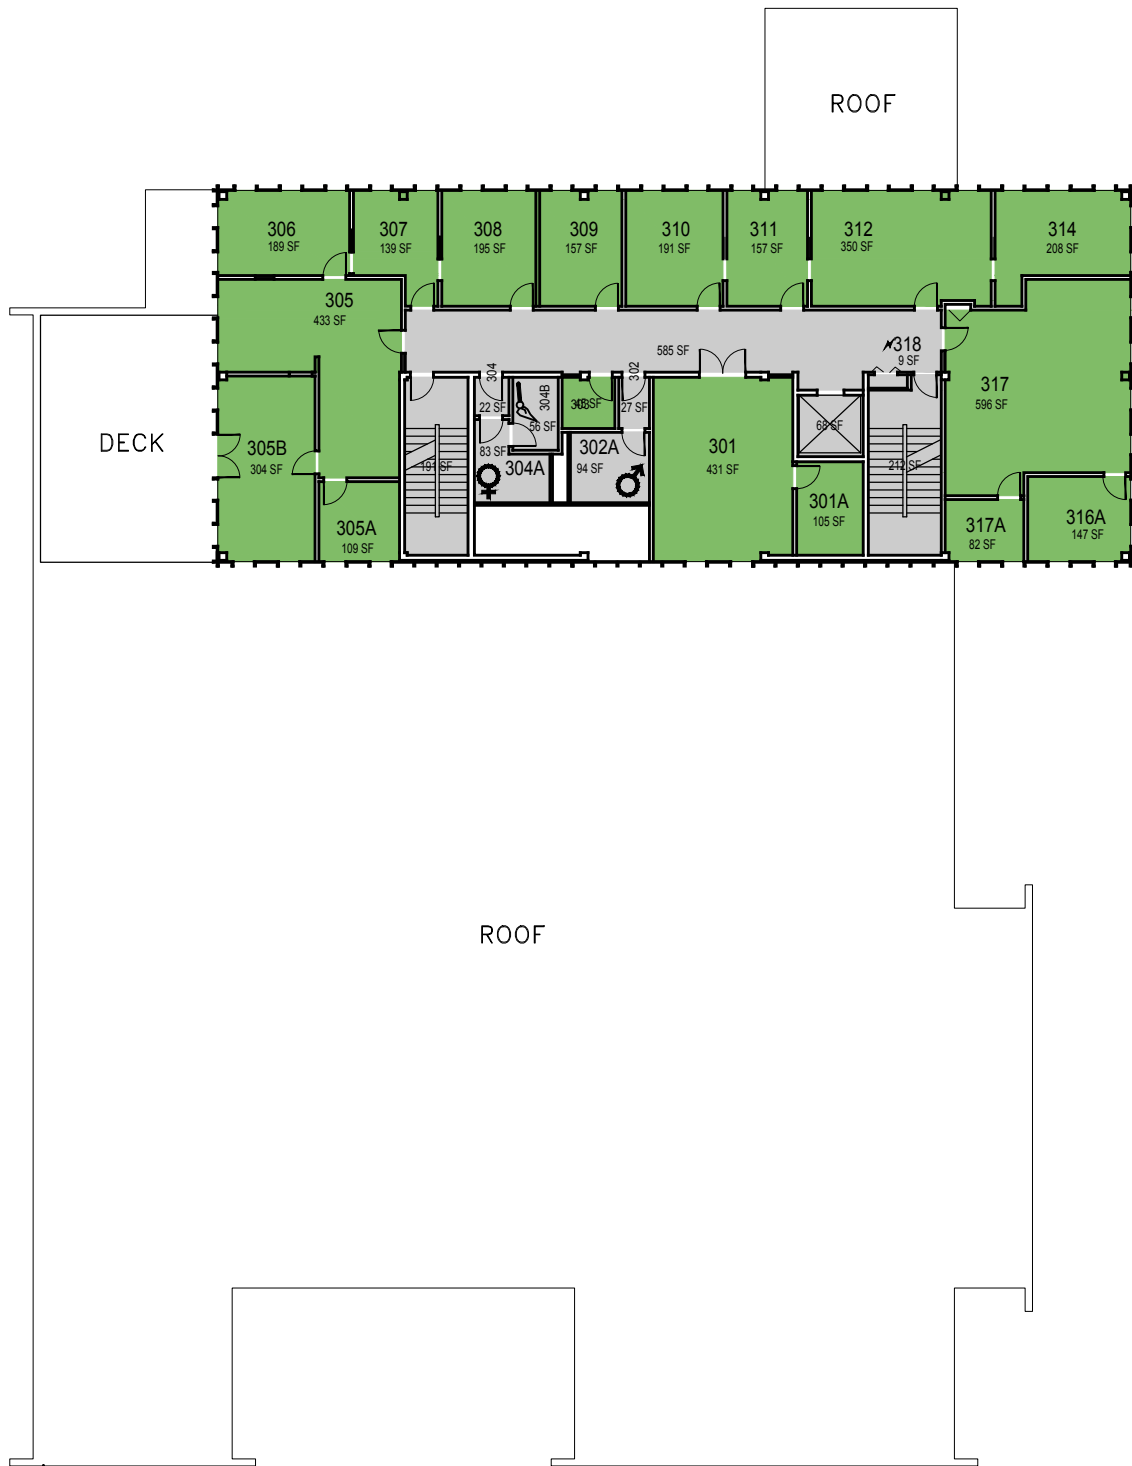 ROOF
306
189 SF
307
139 SF
308
195 SF
309
157 SF
310
191 SF
311
157 SF
312
350 SF
314
208 SF
305
433 SF
585 SF
318
9 SF
317
596 SF
304
22 SF
304B
56 SF
302
27 SF
DECK
305B
304 SF
191 SF
83 SF
304A
302A
94 SF
301
431 SF
68 SF
212 SF
301A
105 SF
305A
109 SF
317A
82 SF
316A
147 SF
ROOF